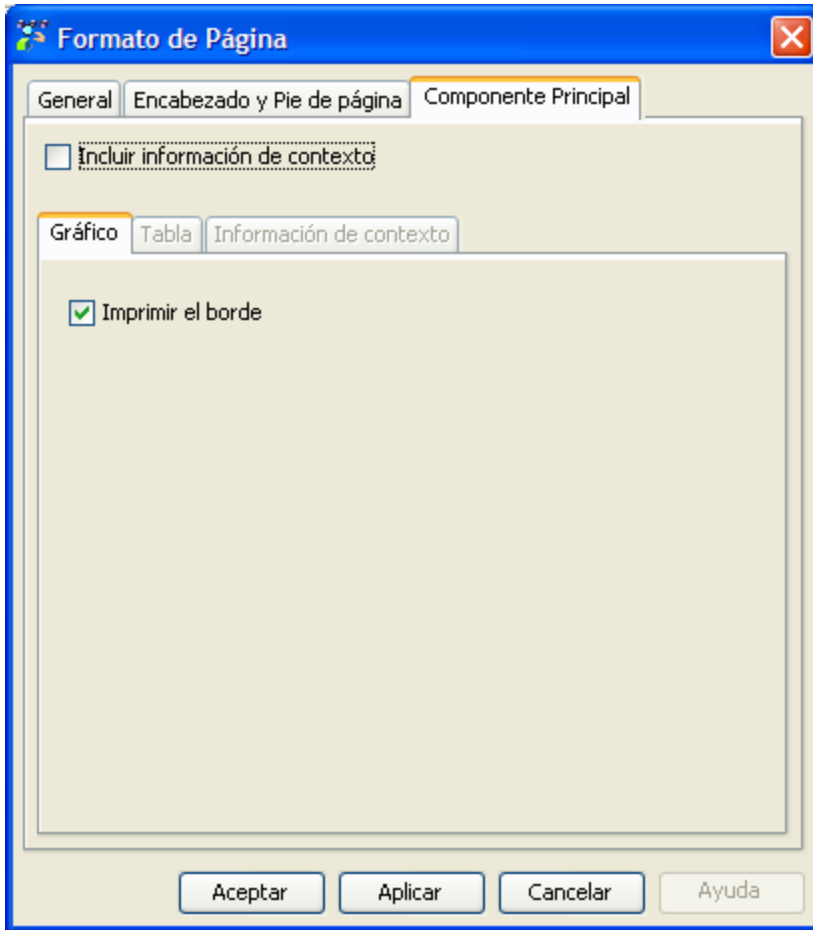 Formato de Página
General Encabezado y Pie de página Componente Principal
Incluir información de contexto
Gráfico Tabla Información de contexto
Imprimir el borde
Aceptar Aplicar Cancelar Ayuda